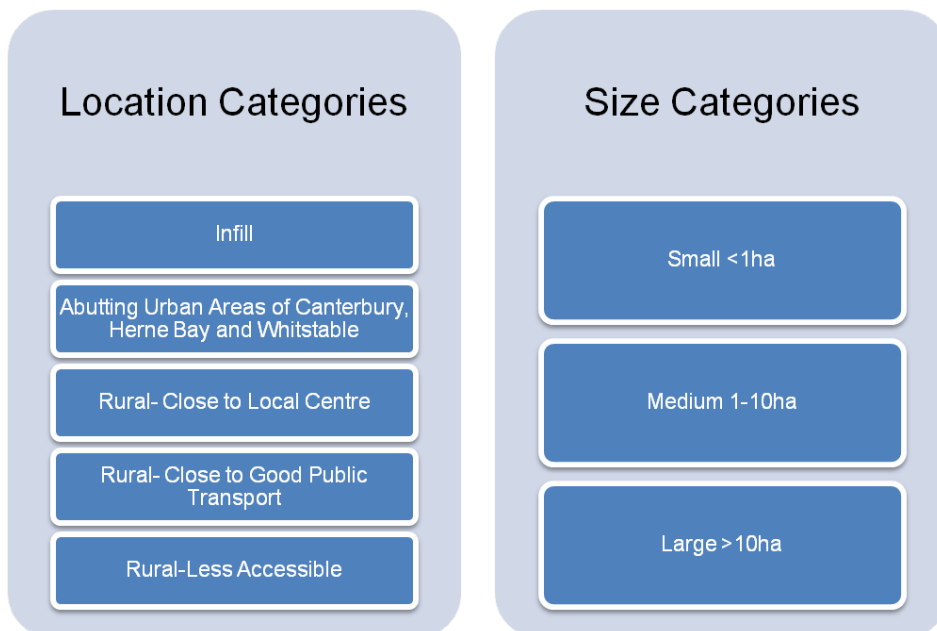 Location Categories
Infill
Abutting Urban Areas of Canterbury,
Herne Bay and Whitstable
Rural- Close to Local Centre
Rural- Close to Good Public
Transport
Rural-Less Accessible
Size Categories
Small <1ha
Medium 1-10ha
Large >10ha